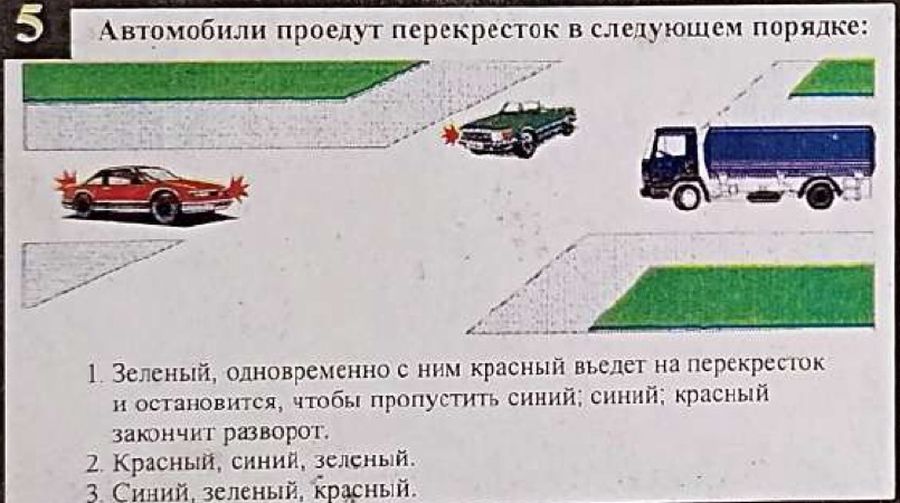 5
Автомобили проедут перекресток в следующем порядке:
1. Зеленый, одновременно с ним красный въедет на перекресток
и остановится, чтобы пропустить синий; синий; красный
закончит разворот.
2. Красный, синий, зеленый.
3. Синий, зеленый, красный.